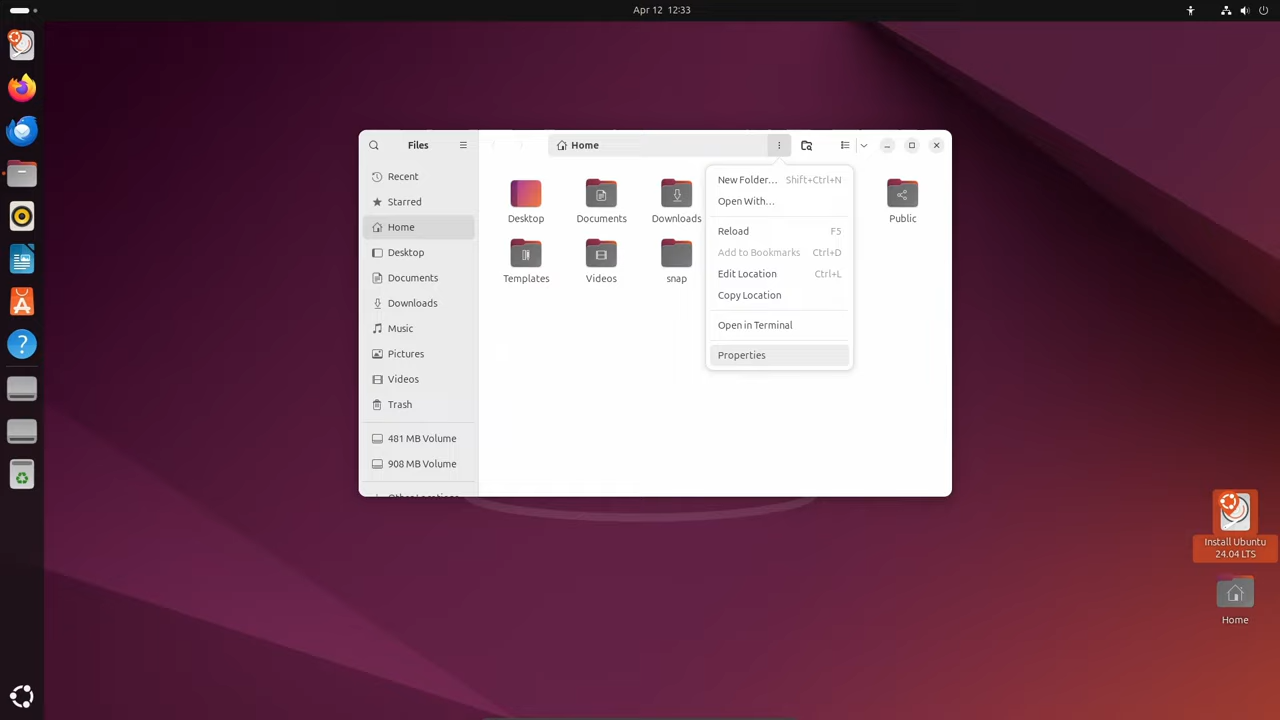 Apr 12 12:33
Files
Home
Recent
Starred
Home
Desktop
Documents
Downloads
Music
Pictures
Videos
Trash
481 MB Volume
908 MB Volume
Other Locations
Desktop
Documents
Downloads
Public
Templates
Videos
snap
New Folder… Shift+Ctrl+N
Open With…
Reload F5
Add to Bookmarks Ctrl+D
Edit Location Ctrl+L
Copy Location
Open in Terminal
Properties
Install Ubuntu
24.04 LTS
Home